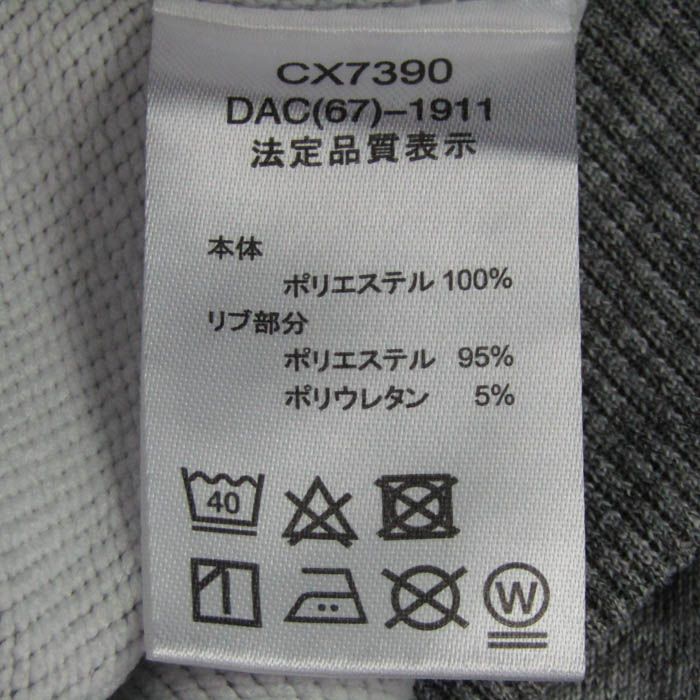 CX7390
DAC(67)–1911
法定品質表示
本体
ポリエステル 100%
リブ部分
ポリエステル 95%
ポリウレタン 5%
40
W